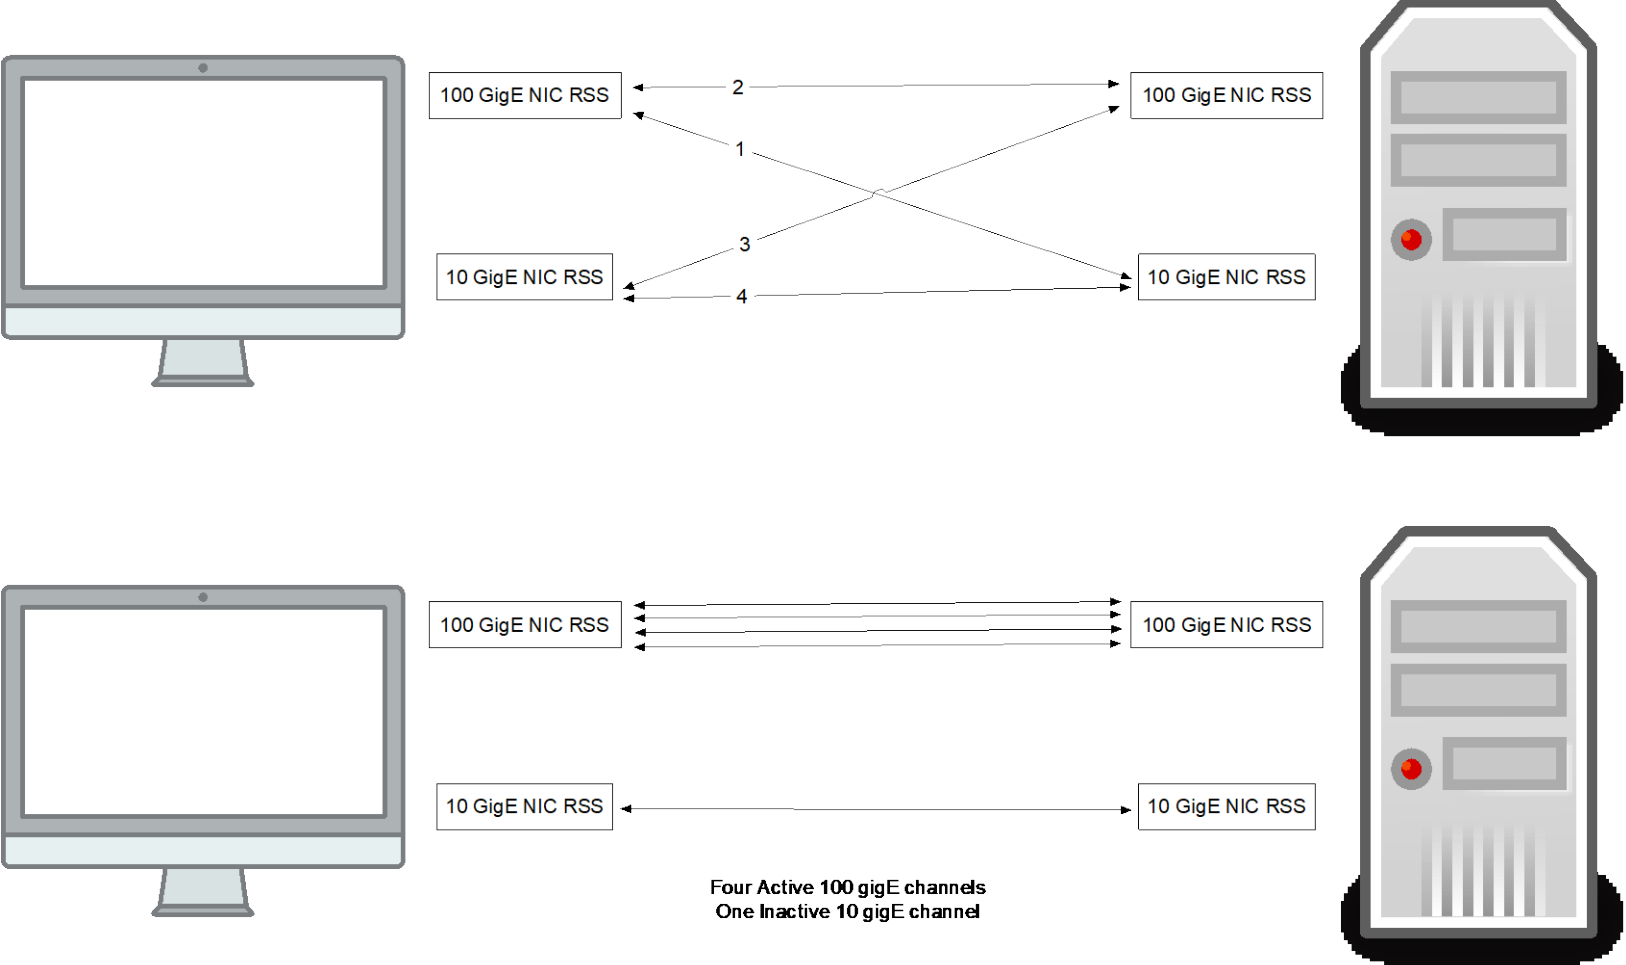 100 GigE NIC RSS
2
100 GigE NIC RSS
1
3
10 GigE NIC RSS
10 GigE NIC RSS
4
100 GigE NIC RSS
100 GigE NIC RSS
10 GigE NIC RSS
10 GigE NIC RSS
Four Active 100 gigE channels
One Inactive 10 gigE channel